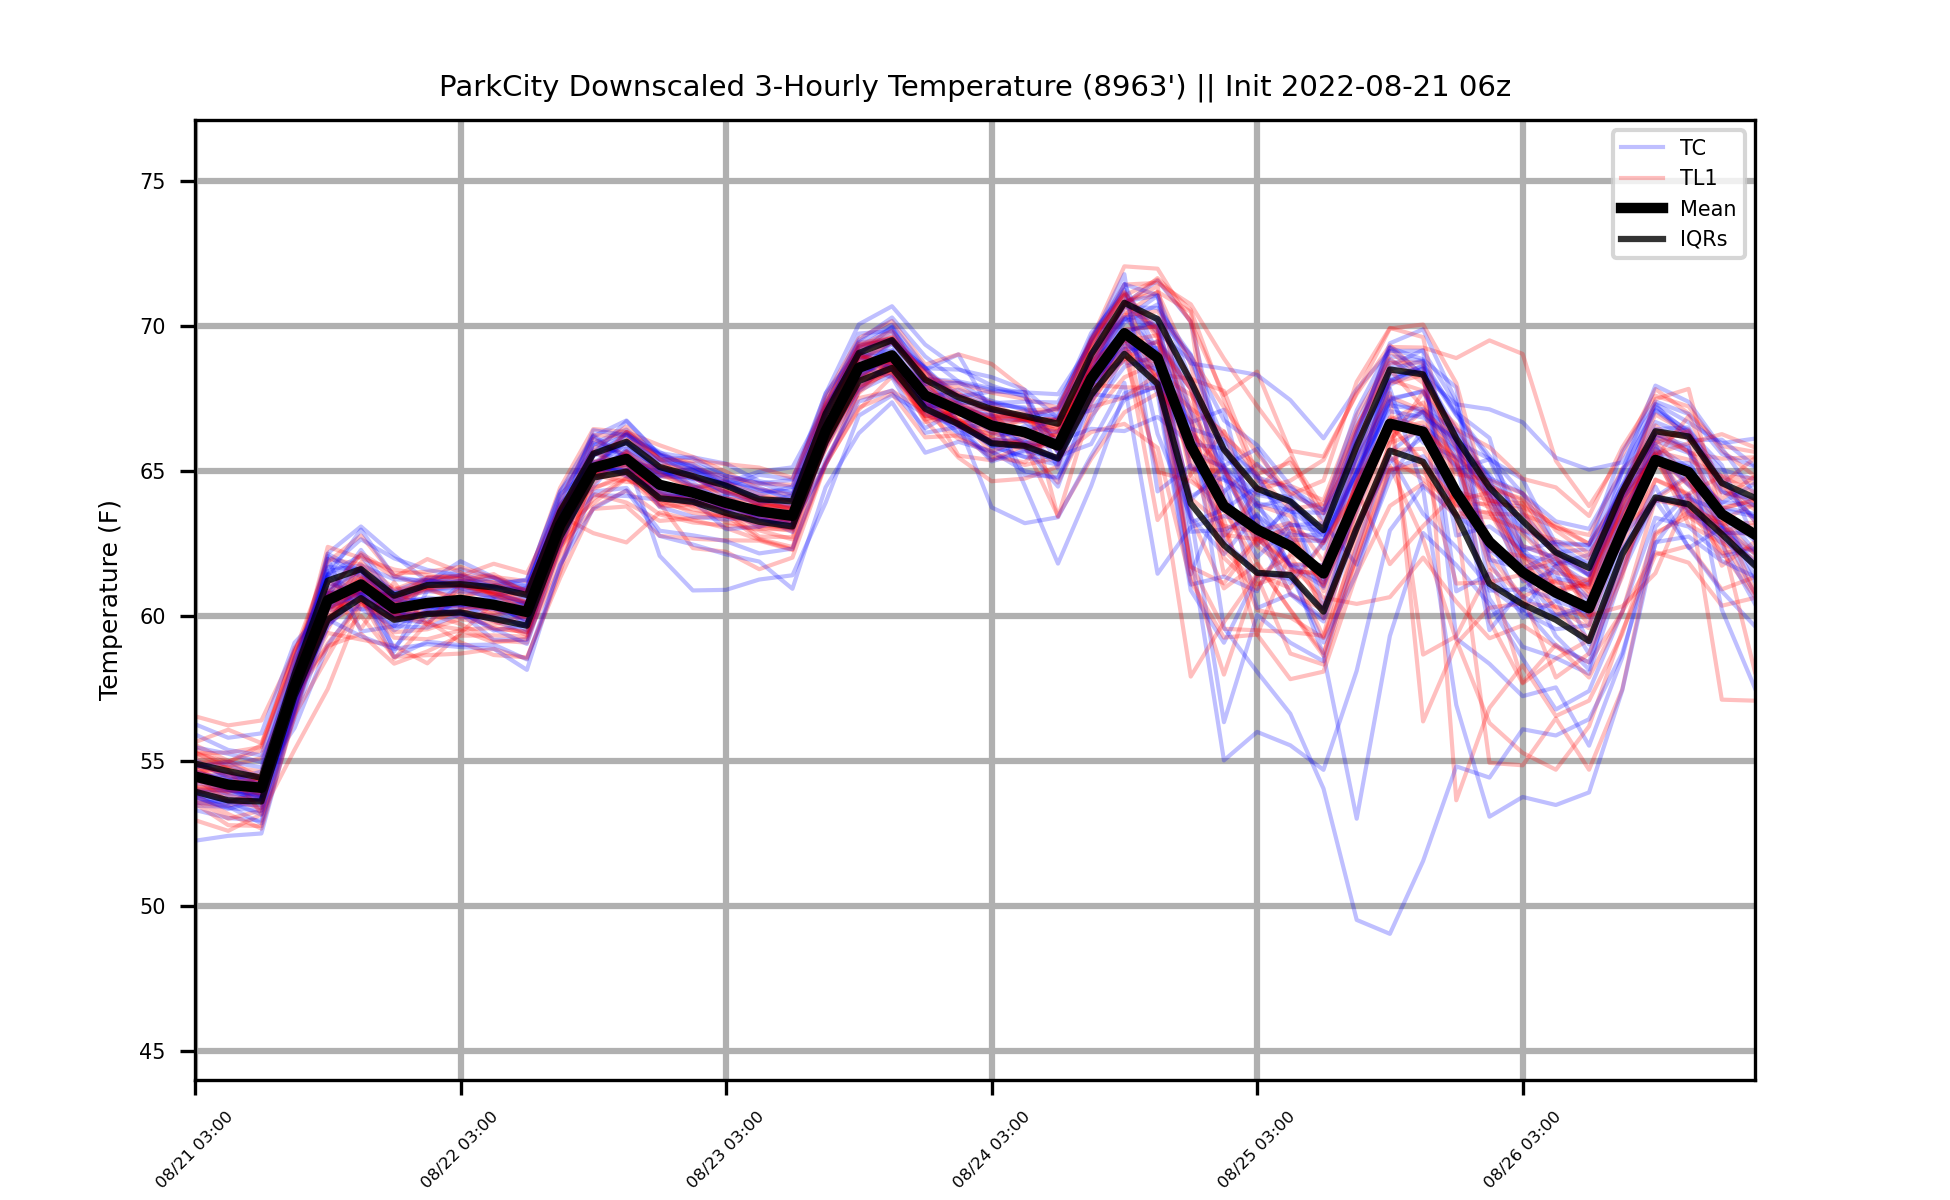 ParkCity Downscaled 3-Hourly Temperature (8963') || Init 2022-08-21 06z
TC
TL1
Mean
IQRs
Temperature (F)
75
70
65
60
55
50
45
08/21 03:00
08/22 03:00
08/23 03:00
08/24 03:00
08/25 03:00
08/26 03:00